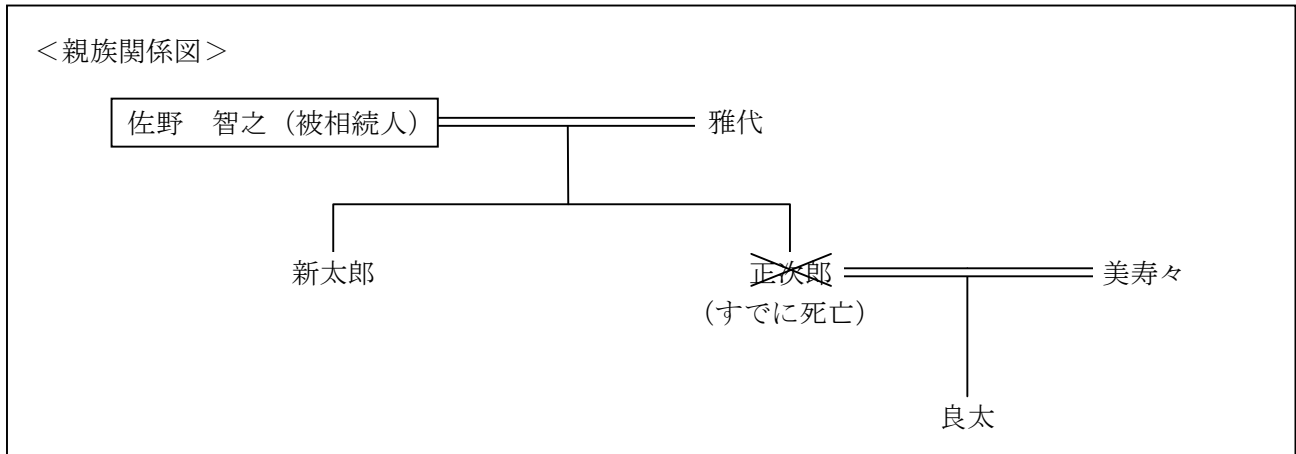 ＜親族関係図＞
佐野　智之（被相続人）　雅代
新太郎　正次郎　美寿々
（すでに死亡）
良太